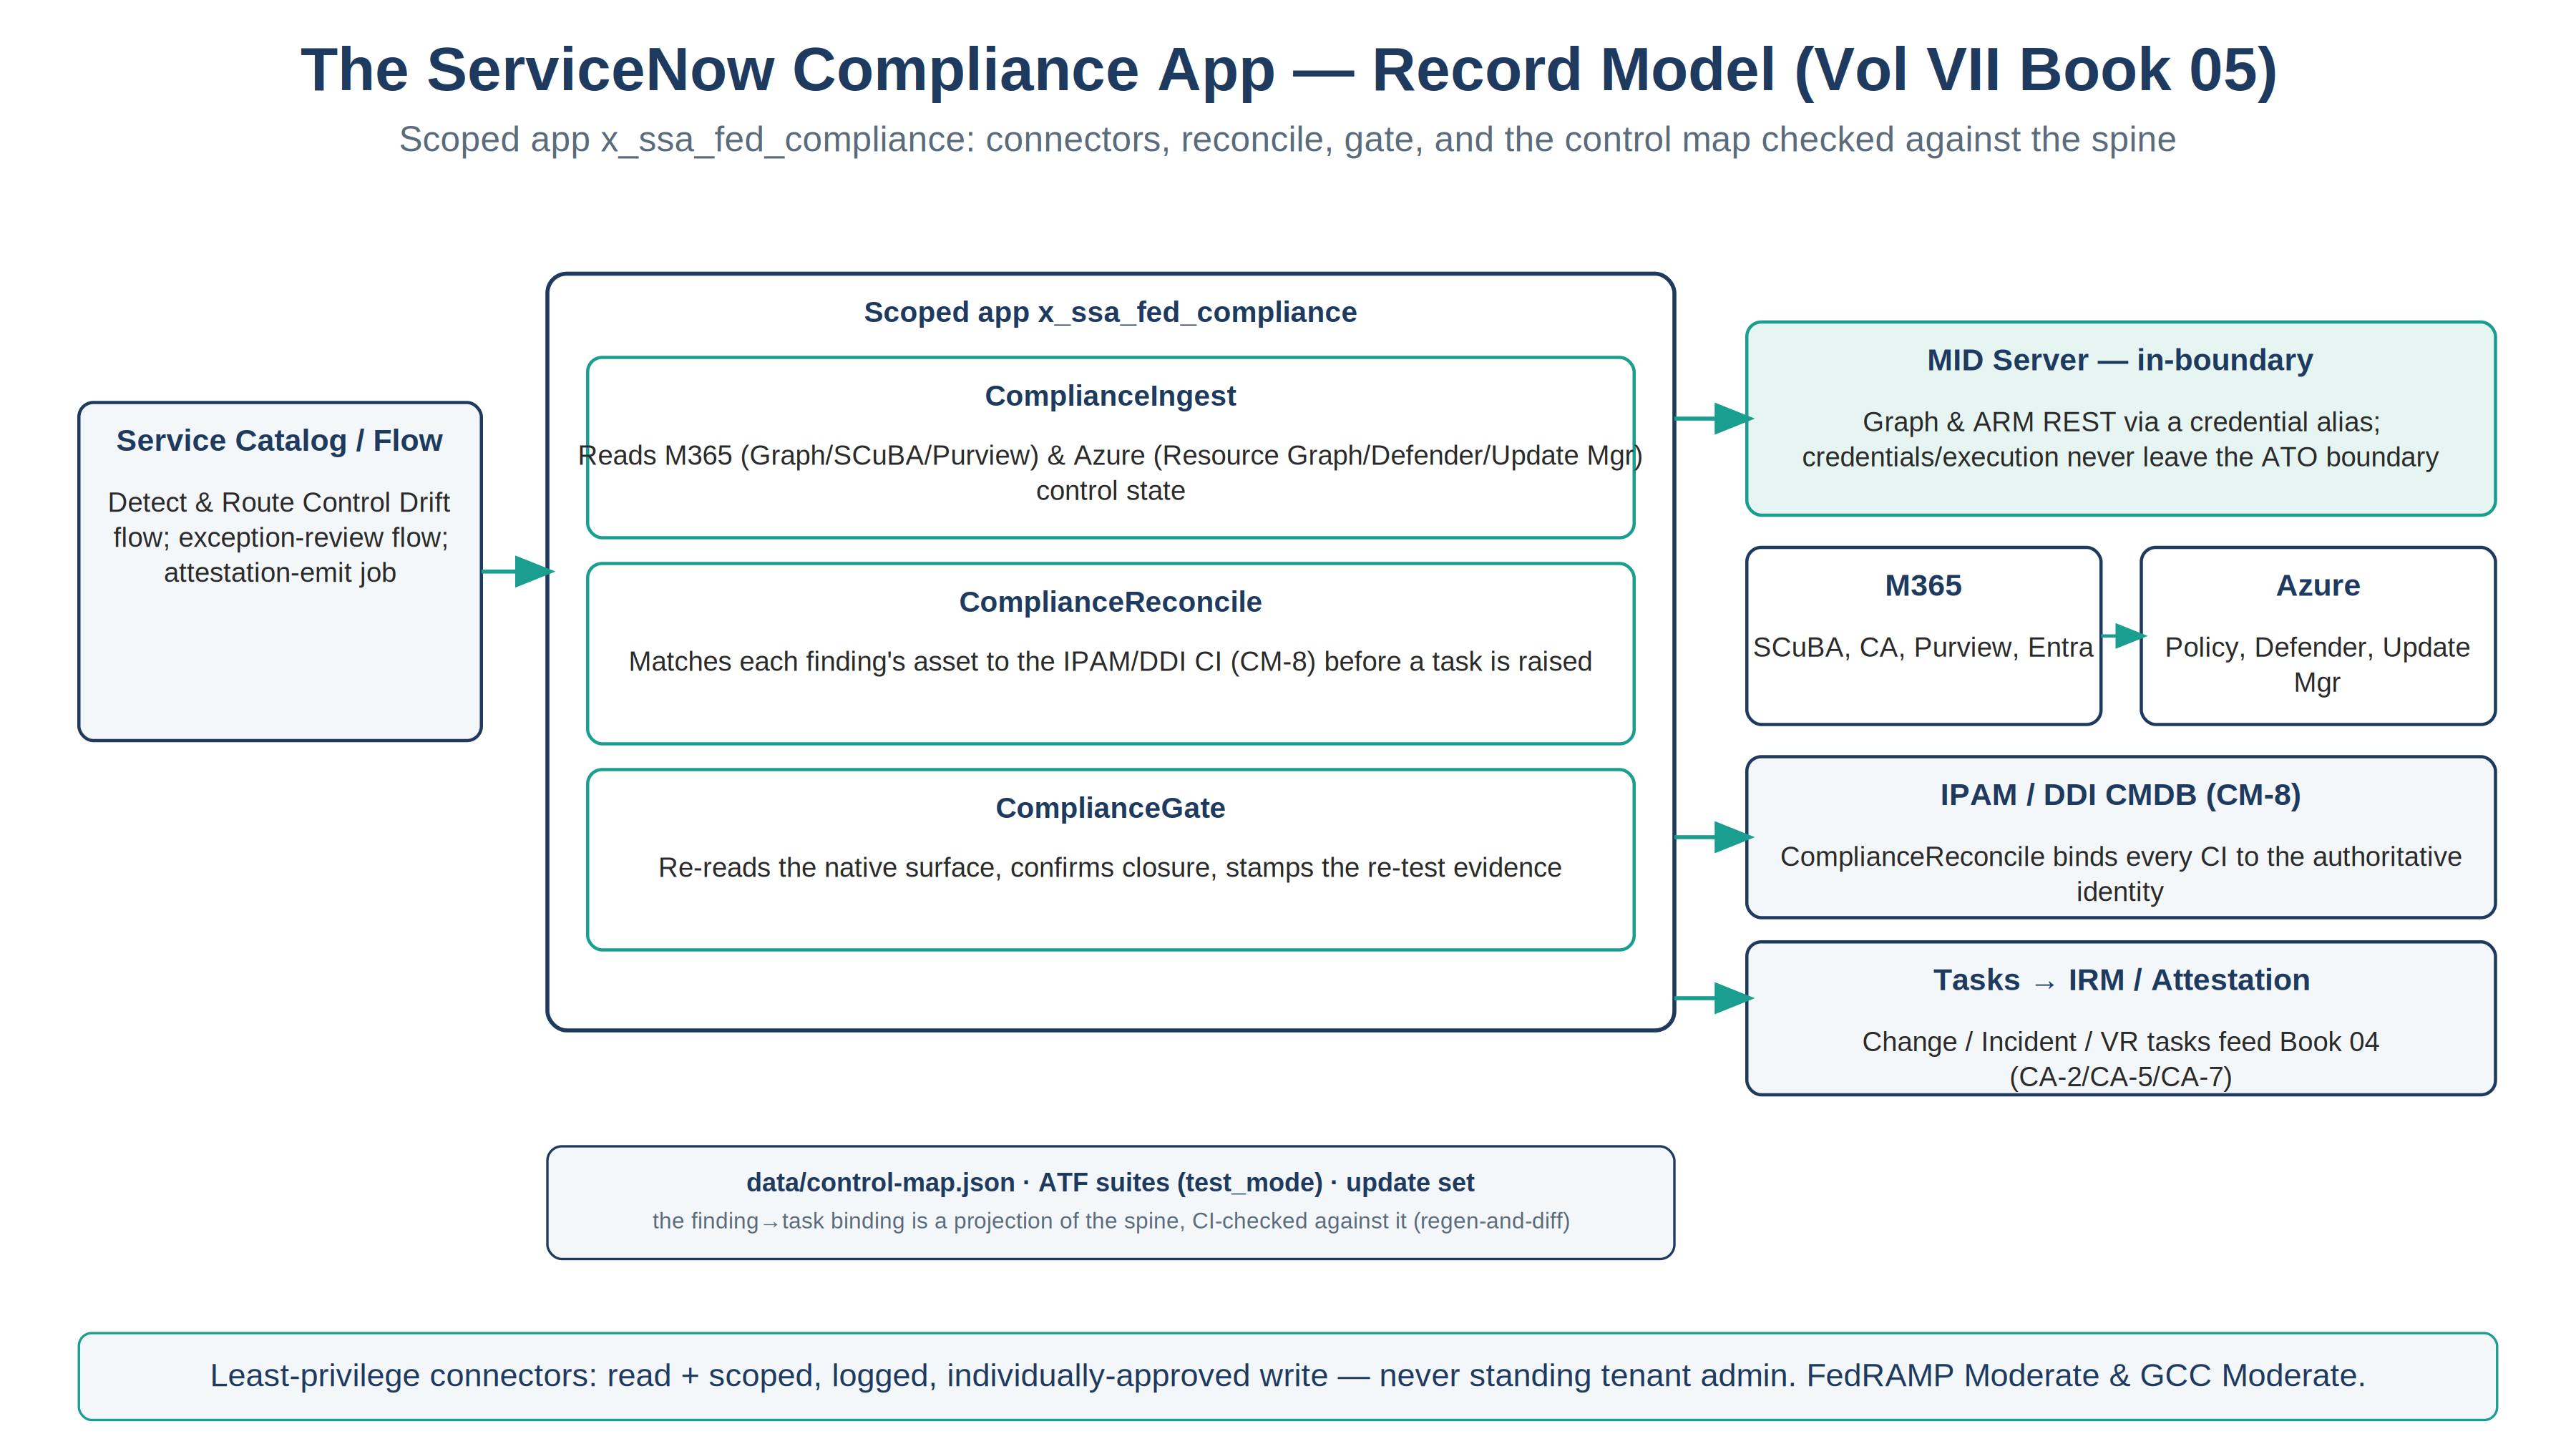 The ServiceNow Compliance App — Record Model (Vol VII Book 05)
Scoped app x_ssa_fed_compliance: connectors, reconcile, gate, and the control map checked against the spine
Service Catalog / Flow
Detect & Route Control Drift
flow; exception-review flow;
attestation-emit job
Scoped app x_ssa_fed_compliance
ComplianceIngest
Reads M365 (Graph/SCuBA/Purview) & Azure (Resource Graph/Defender/Update Mgr)
control state
ComplianceReconcile
Matches each finding's asset to the IPAM/DDI CI (CM-8) before a task is raised
ComplianceGate
Re-reads the native surface, confirms closure, stamps the re-test evidence
MID Server — in-boundary
Graph & ARM REST via a credential alias;
credentials/execution never leave the ATO boundary
M365
SCuBA, CA, Purview, Entra
Azure
Policy, Defender, Update
Mgr
IPAM / DDI CMDB (CM-8)
ComplianceReconcile binds every CI to the authoritative
identity
Tasks → IRM / Attestation
Change / Incident / VR tasks feed Book 04
(CA-2/CA-5/CA-7)
data/control-map.json · ATF suites (test_mode) · update set
the finding→task binding is a projection of the spine, CI-checked against it (regen-and-diff)
Least-privilege connectors: read + scoped, logged, individually-approved write — never standing tenant admin. FedRAMP Moderate & GCC Moderate.